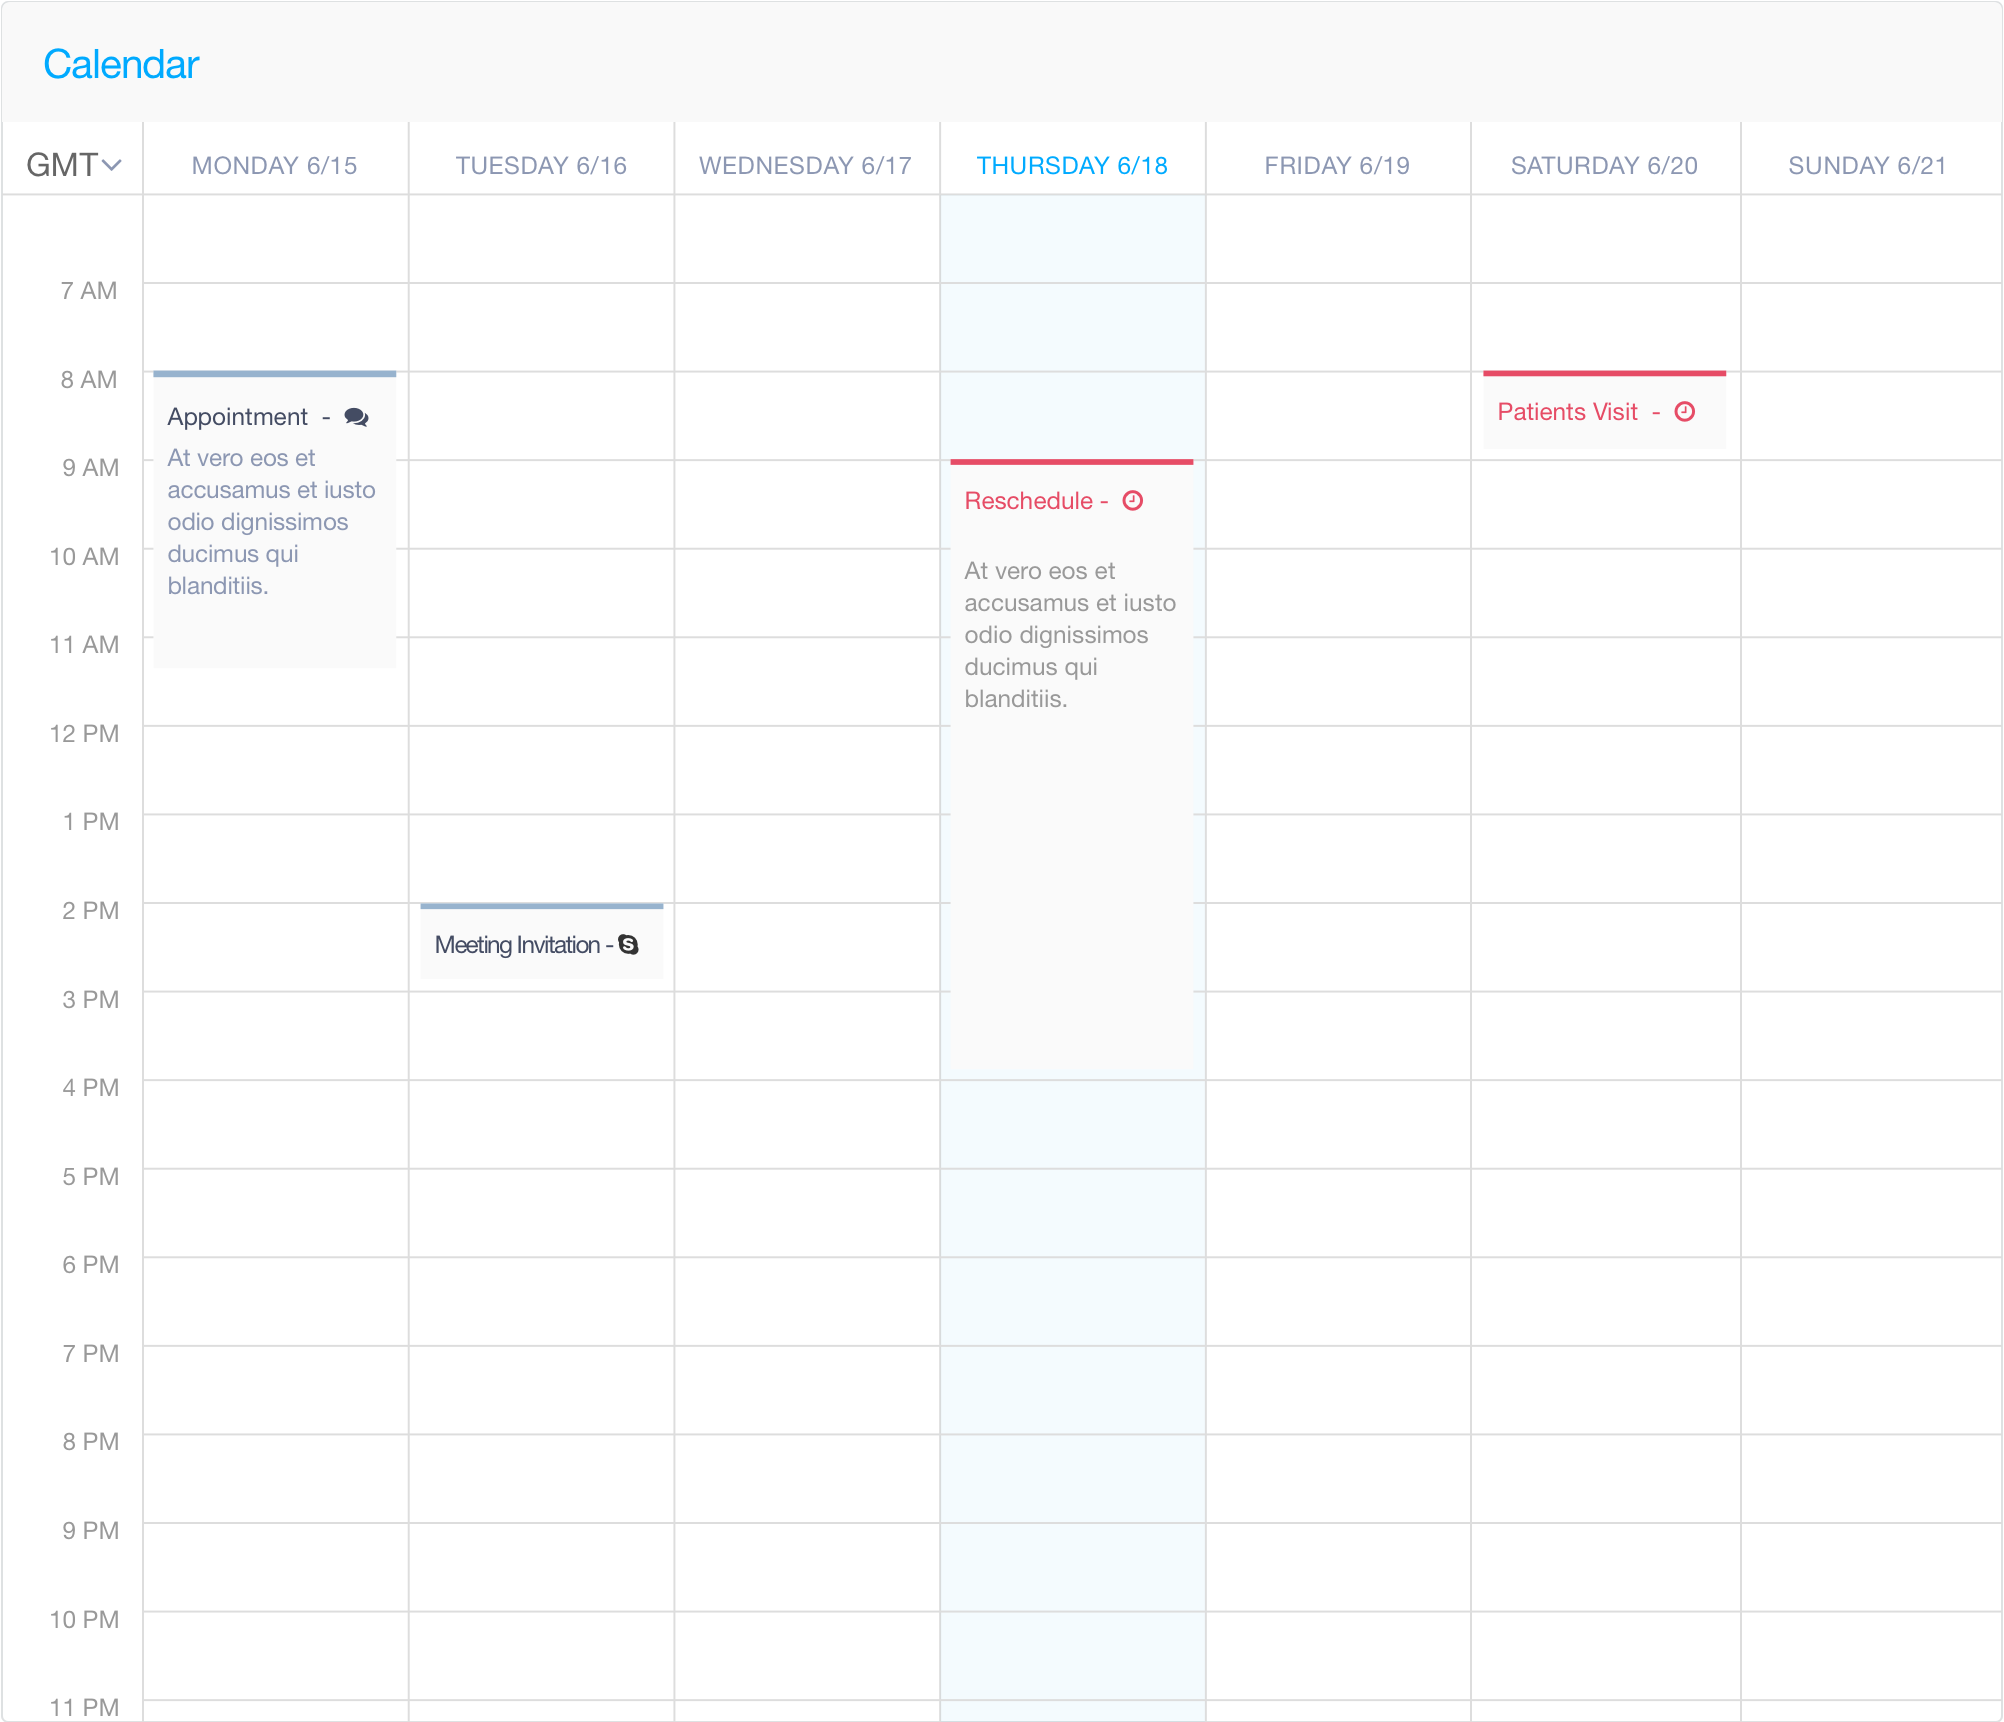 Calendar
GMT
MONDAY 6/15
TUESDAY 6/16
WEDNESDAY 6/17
THURSDAY 6/18
FRIDAY 6/19
SATURDAY 6/20
SUNDAY 6/21
7 AM
8 AM
9 AM
10 AM
11 AM
12 PM
1 PM
2 PM
3 PM
4 PM
5 PM
6 PM
7 PM
8 PM
9 PM
10 PM
11 PM
Appointment -
At vero eos et
accusamus et iusto
odio dignissimos
ducimus qui
blanditiis.
Meeting Invitation -
Reschedule -
At vero eos et
accusamus et iusto
odio dignissimos
ducimus qui
blanditiis.
Patients Visit -